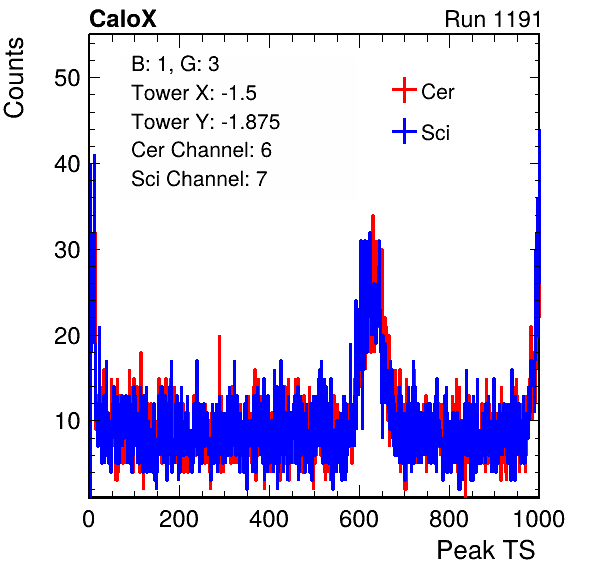 CaloX Run 1191
Counts
B: 1, G: 3
Tower X: -1.5
Tower Y: -1.875
Cer Channel: 6
Sci Channel: 7
Cer
Sci
50
40
30
20
10
0 200 400 600 800 1000
Peak TS